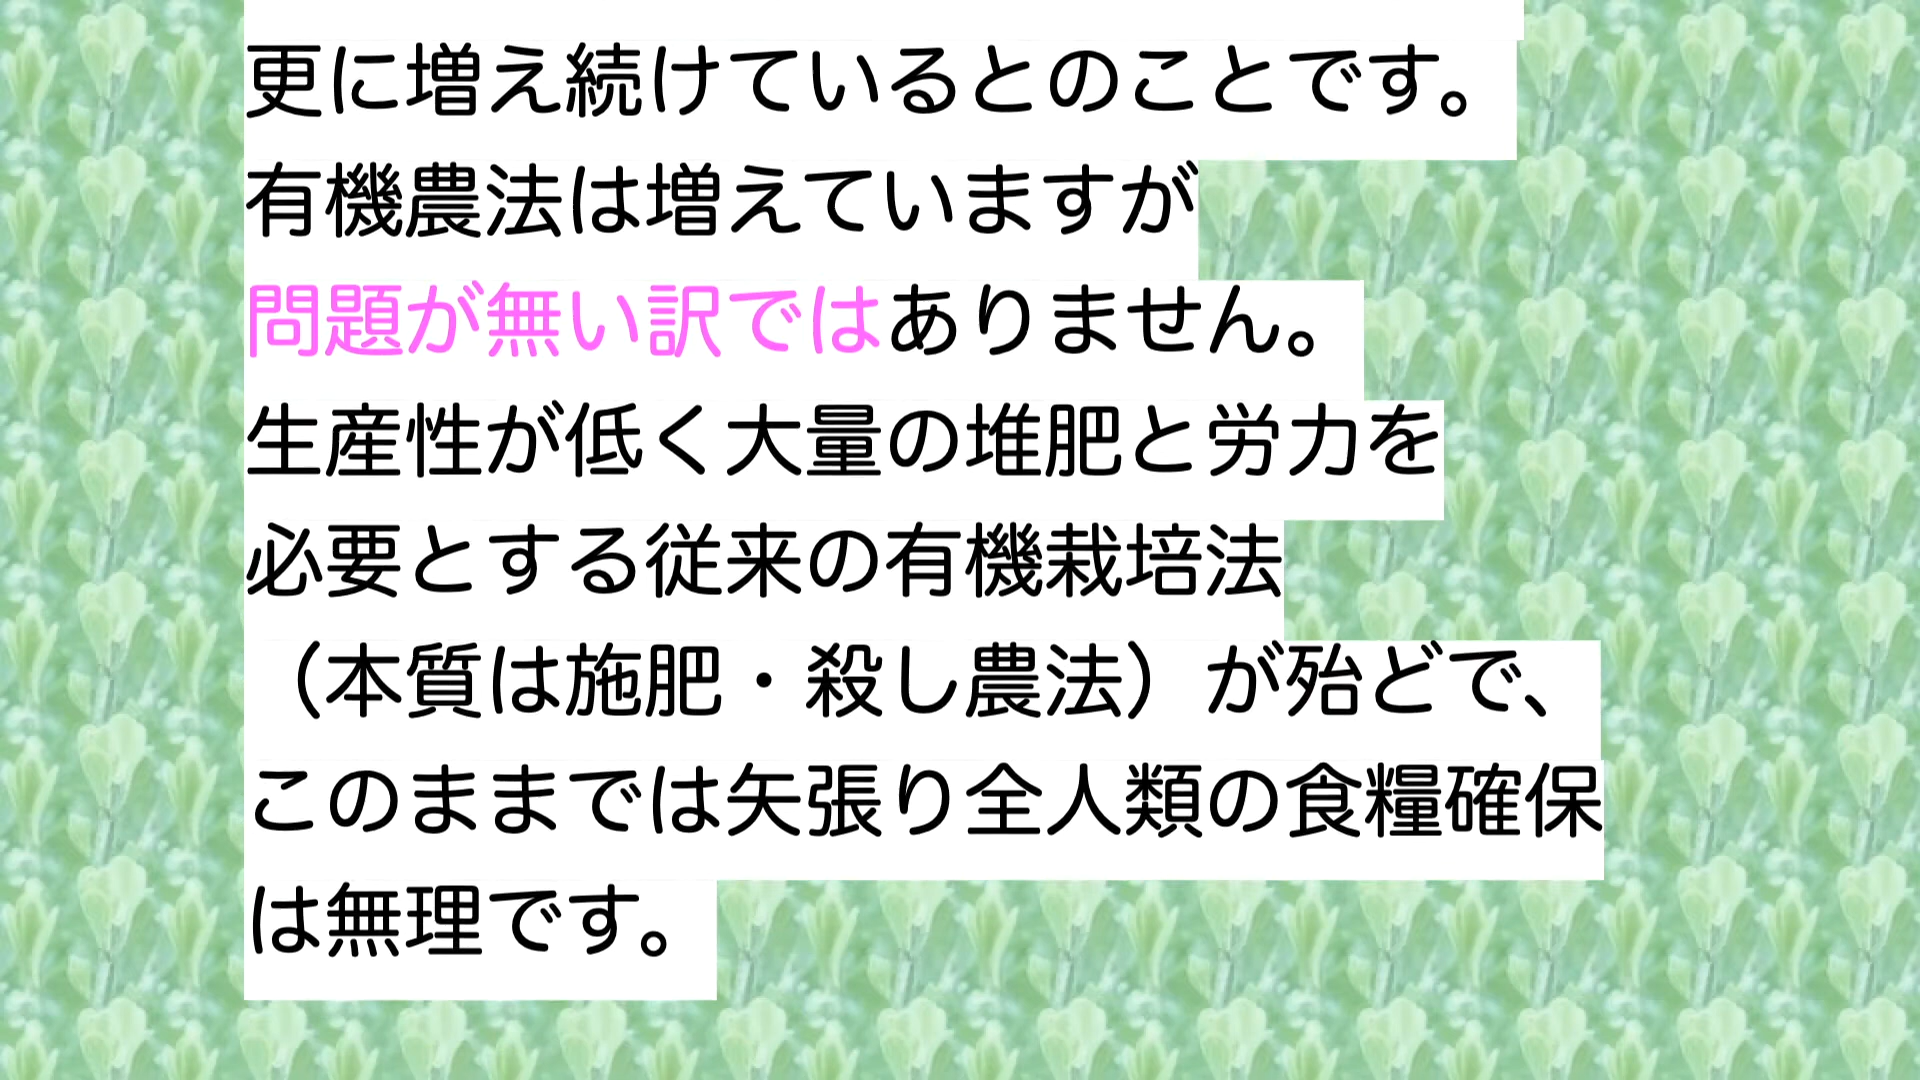 更に増え続けているとのことです。
有機農法は増えていますが
問題が無い訳ではありません。
生産性が低く大量の堆肥と労力を
必要とする従来の有機栽培法
（本質は施肥・殺し農法）が殆どで、
このままでは矢張り全人類の食糧確保
は無理です。